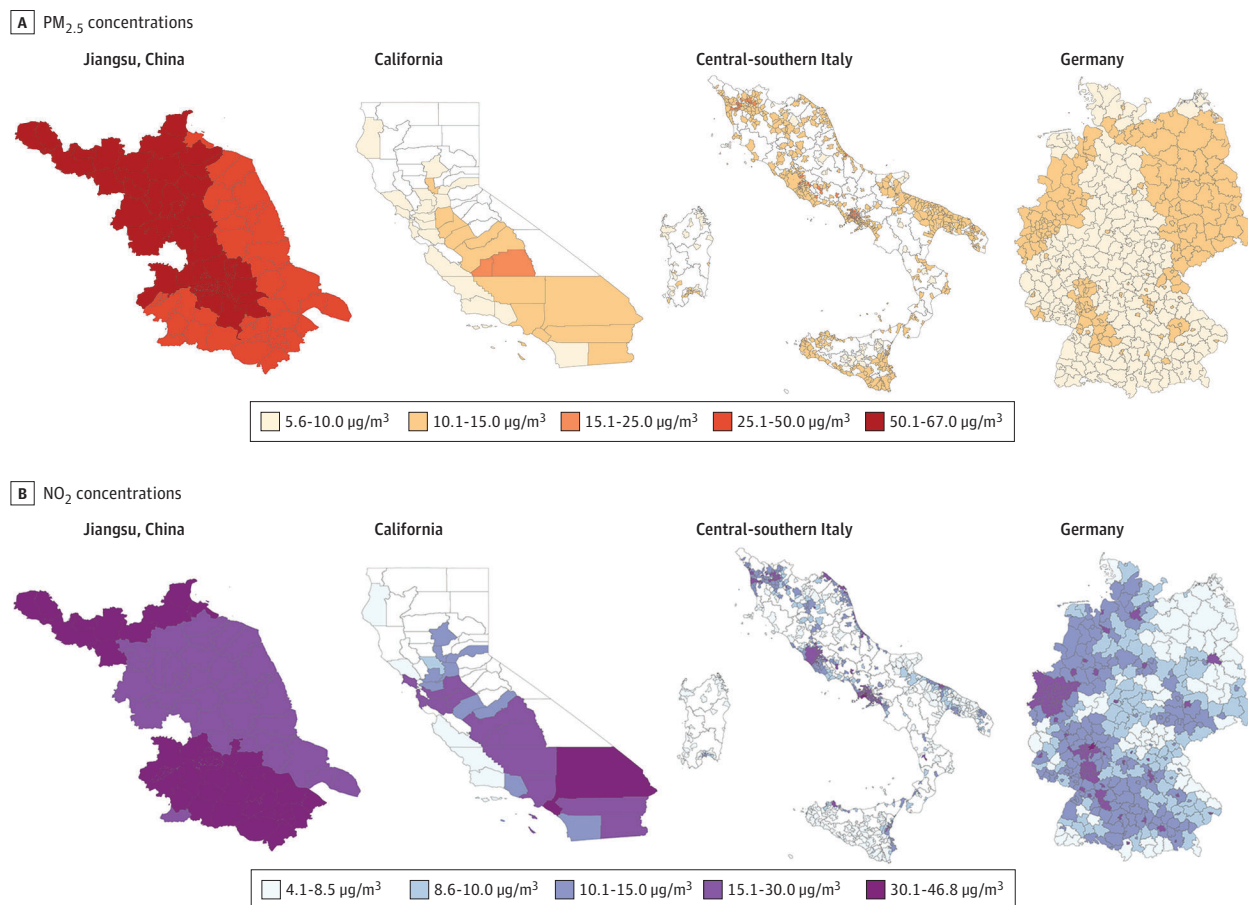 A PM2.5 concentrations
Jiangsu, China
California
Central-southern Italy
Germany
5.6-10.0 µg/m3
10.1-15.0 µg/m3
15.1-25.0 µg/m3
25.1-50.0 µg/m3
50.1-67.0 µg/m3
B NO2 concentrations
Jiangsu, China
California
Central-southern Italy
Germany
4.1-8.5 µg/m3
8.6-10.0 µg/m3
10.1-15.0 µg/m3
15.1-30.0 µg/m3
30.1-46.8 µg/m3